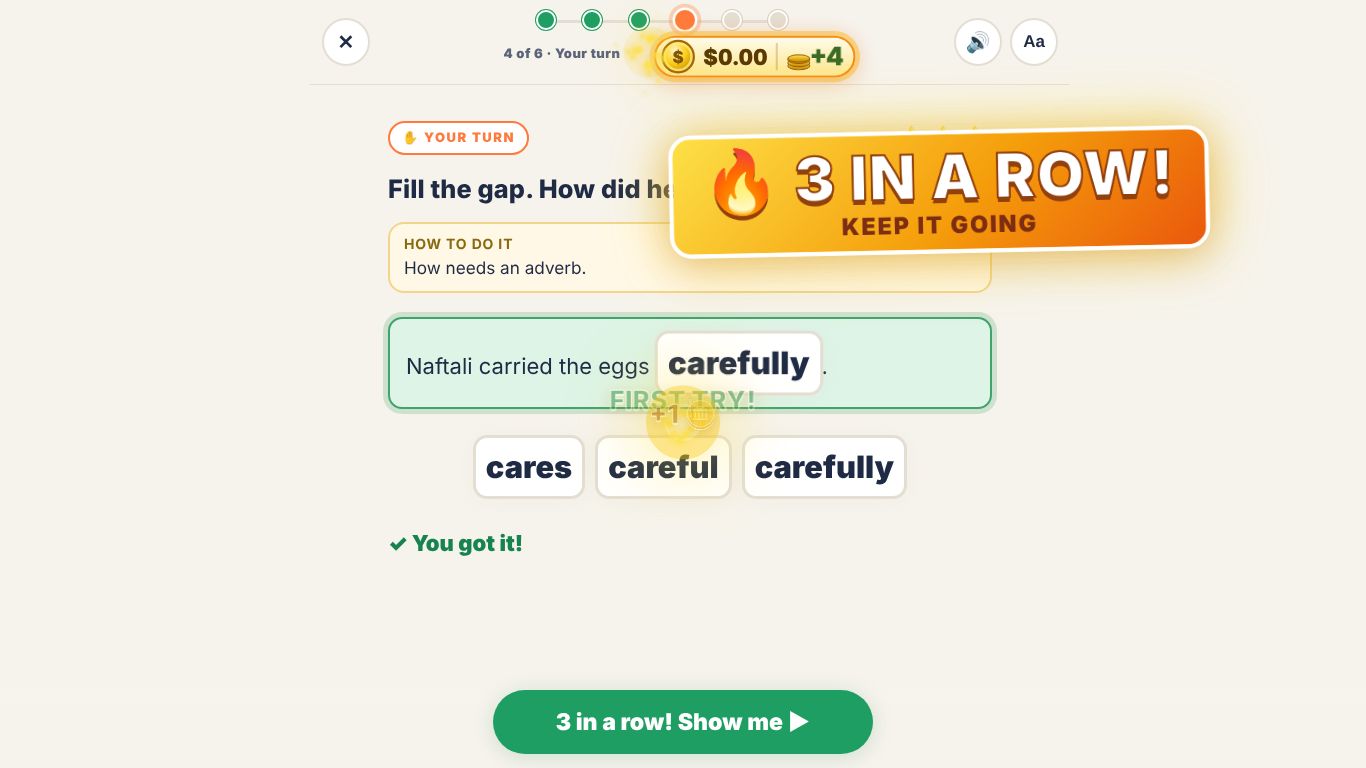 ✕
4 of 6 · Your turn
$ $0.00 +4
Aa
YOUR TURN
Fill the gap. How did he
🔥 3 IN A ROW!
KEEP IT GOING
HOW TO DO IT
How needs an adverb.
Naftali carried the eggs carefully.
FIRST TRY!
+1
cares careful carefully
✓ You got it!
3 in a row! Show me ▶